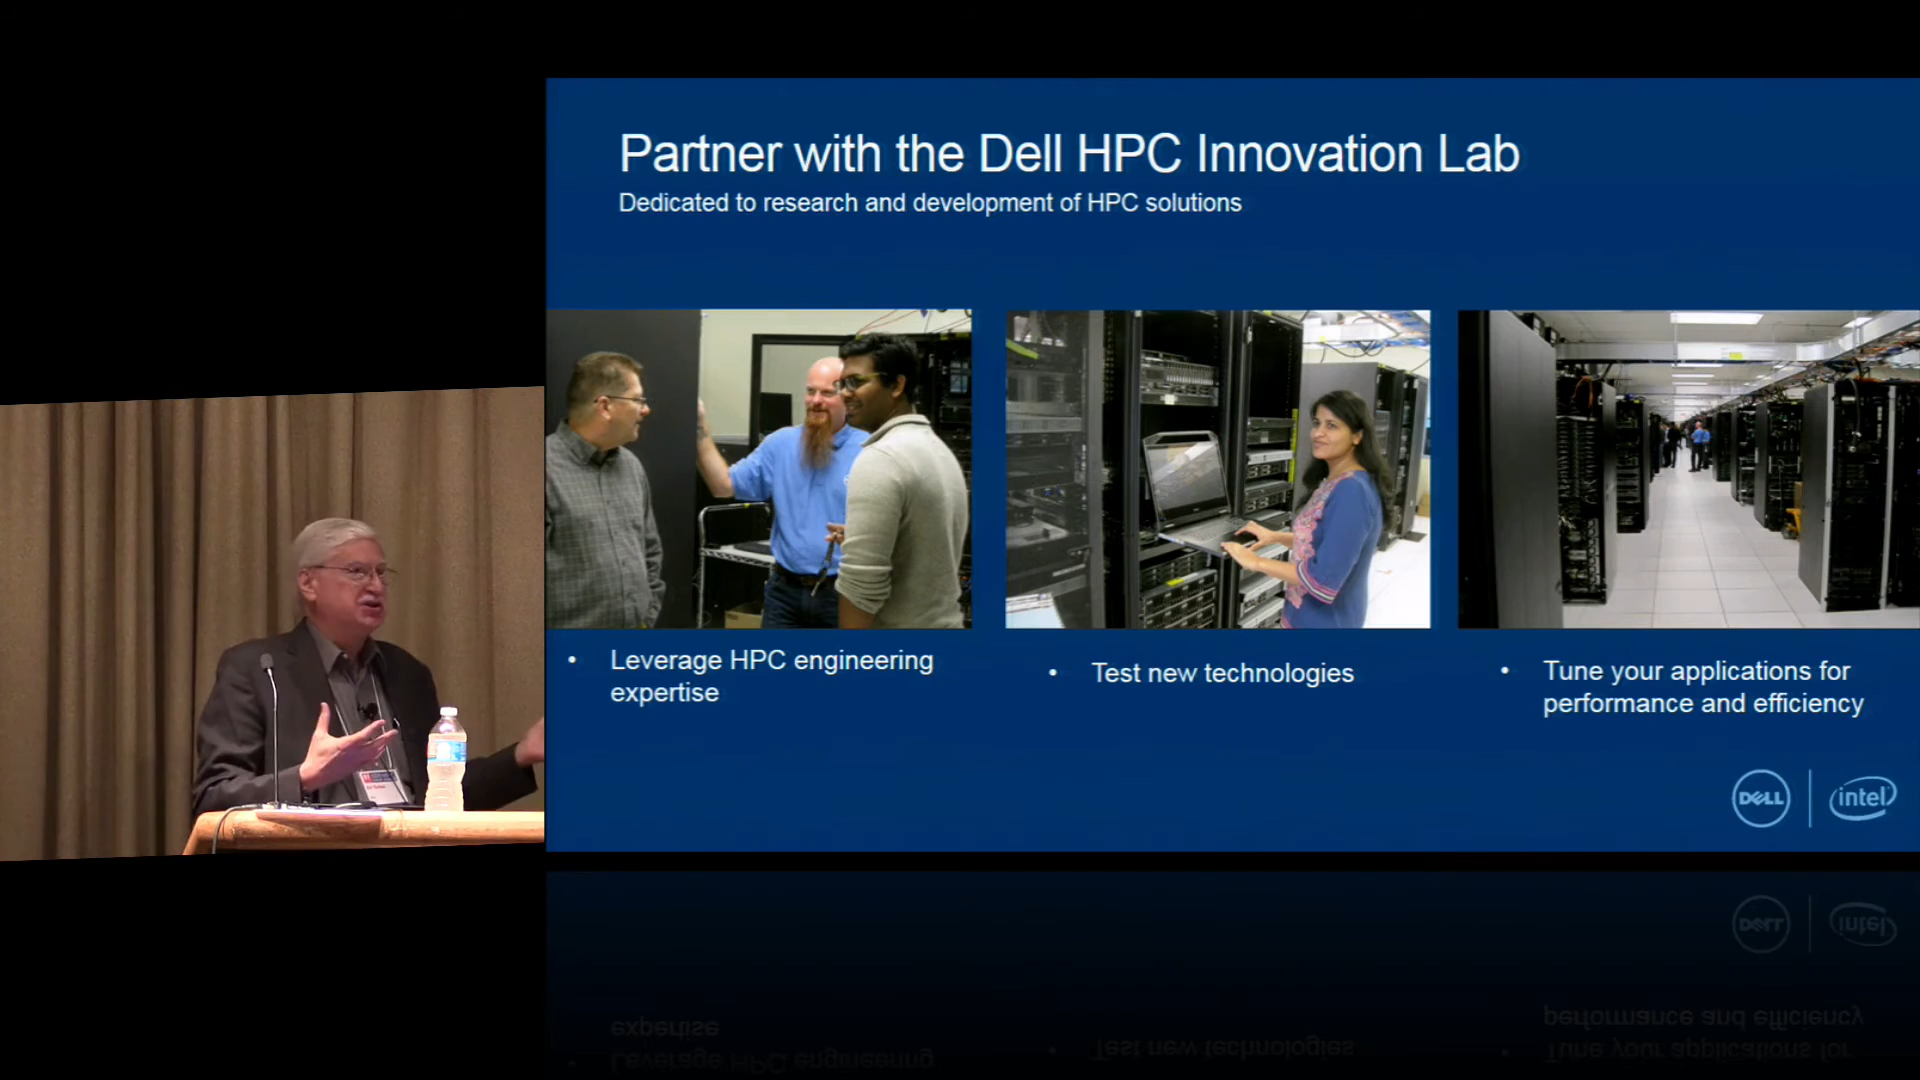 Partner with the Dell HPC Innovation Lab
Dedicated to research and development of HPC solutions
• Leverage HPC engineering
expertise
• Test new technologies
• Tune your applications for
performance and efficiency
DELL
intel